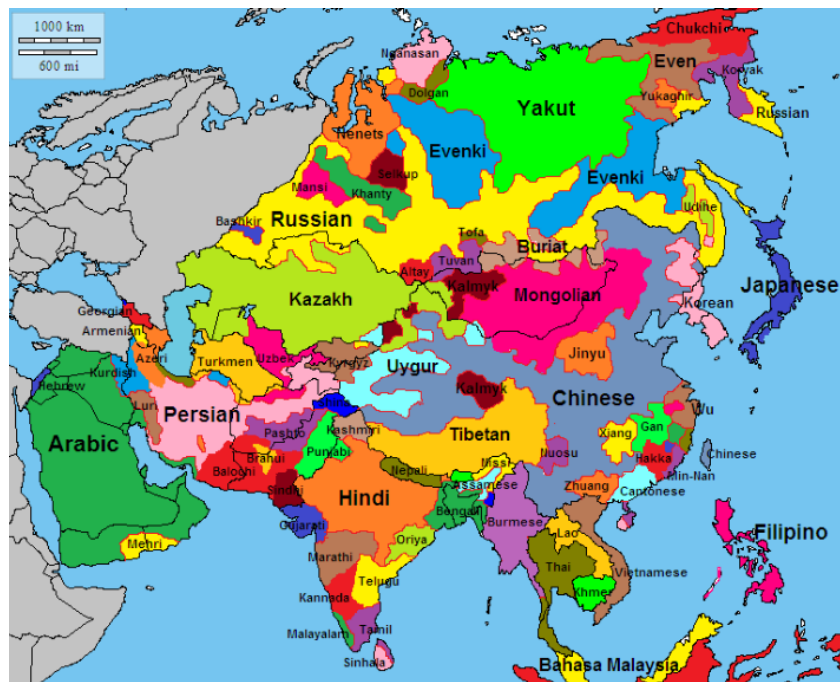 1000 km
600 mi
Chukchi
Nganasan
Even
Koryak
Dolgan
Yakut
Yukaghir
Russian
Nenets
Evenki
Selkup
Mansi
Khanty
Evenki
Udihe
Bashkir
Russian
Tofa
Buriat
Tuvan
Altay
Kalmyk
Kazakh
Mongolian
Japanese
Korean
Georgian
Armenian
Azeri
Turkmen
Uzbek
Kyrgyz
Uygur
Jinyu
Kurdish
Hebrew
Kalmyk
Chinese
Luri
Persian
Shina
Wu
Arabic
Pashto
Kashmiri
Tibetan
Xiang
Gan
Brahui
Punjabi
Nuosu
Hakka
Chinese
Balochi
Nepali
Nissi
Min-Nan
Sindhi
Hindi
Assamese
Zhuang
Cantonese
Gujarati
Bengali
Burmese
Filipino
Mehri
Oriya
Lao
Marathi
Thai
Vietnamese
Telugu
Khmer
Kannada
Tamil
Malayalam
Sinhala
Bahasa Malaysia